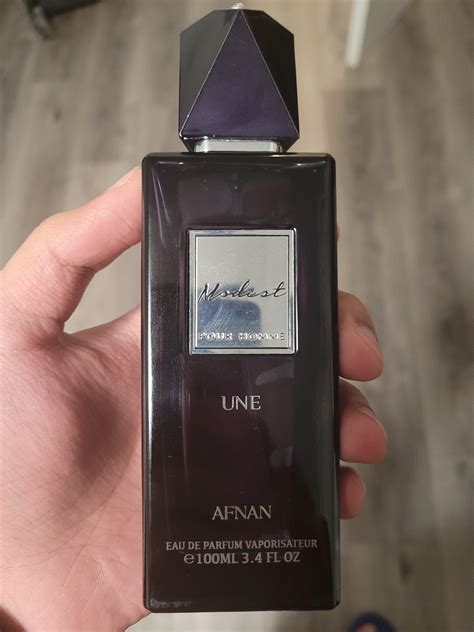 Modest
POUR HOMME
UNE
AFNAN
EAU DE PARFUM VAPORISATEUR
℮100ML 3.4 FL OZ